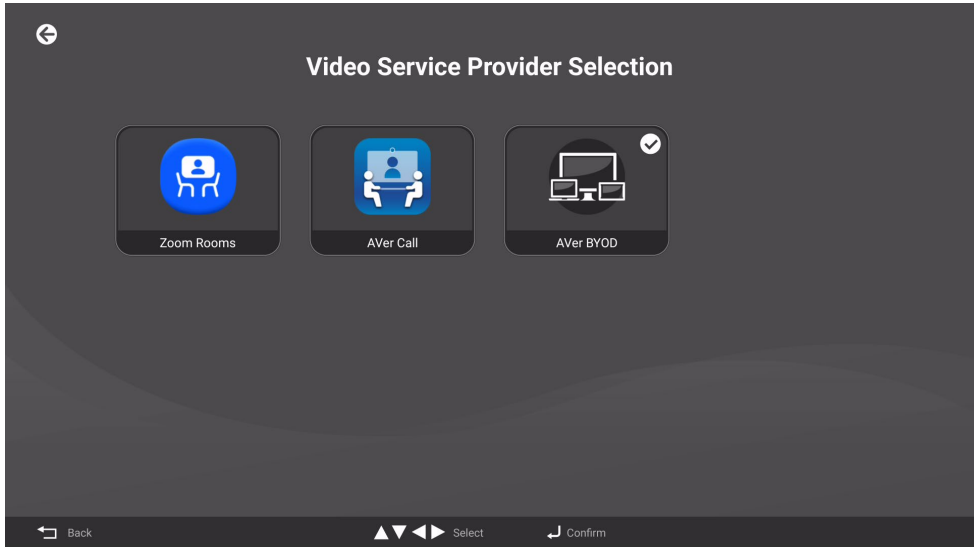 Video Service Provider Selection
Zoom Rooms
AVer Call
AVer BYOD
Back
Select
Confirm